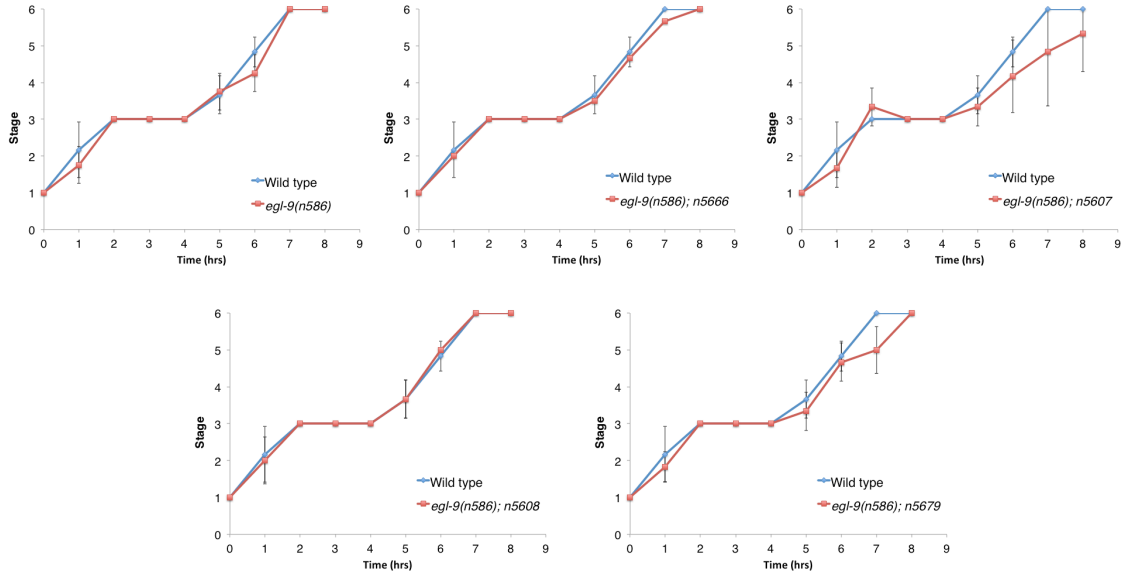 6
5
4
3
2
1
0
Stage
0 1 2 3 4 5 6 7 8 9
Time (hrs)
Wild type
egl-9(n586)
6
5
4
3
2
1
0
Stage
0 1 2 3 4 5 6 7 8 9
Time (hrs)
Wild type
egl-9(n586); n5666
6
5
4
3
2
1
0
Stage
0 1 2 3 4 5 6 7 8 9
Time (hrs)
Wild type
egl-9(n586); n5607
6
5
4
3
2
1
0
Stage
0 1 2 3 4 5 6 7 8 9
Time (hrs)
Wild type
egl-9(n586); n5608
6
5
4
3
2
1
0
Stage
0 1 2 3 4 5 6 7 8 9
Time (hrs)
Wild type
egl-9(n586); n5679